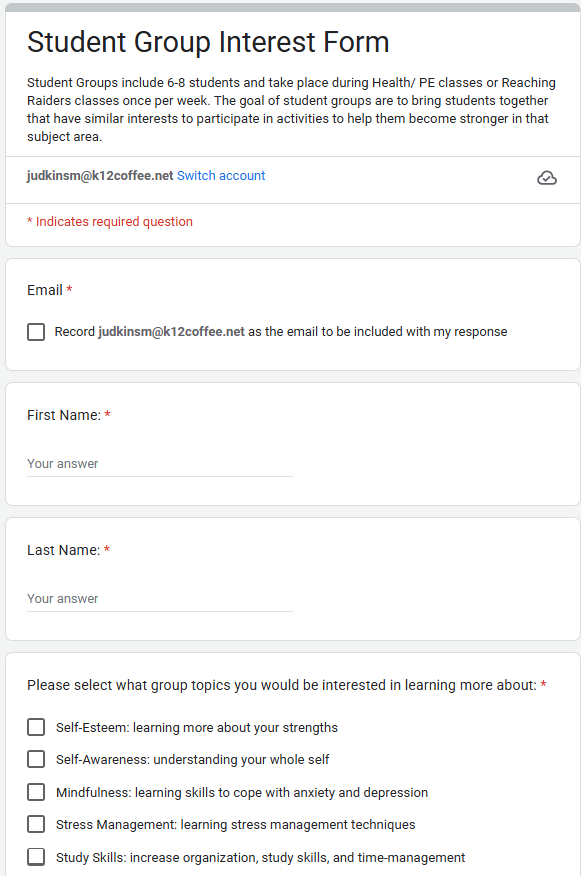 Student Group Interest Form
Student Groups include 6-8 students and take place during Health/ PE classes or Reaching
Raiders classes once per week. The goal of student groups are to bring students together
that have similar interests to participate in activities to help them become stronger in that
subject area.
judkinsm@k12coffee.net Switch account
* Indicates required question
Email *
Record judkinsm@k12coffee.net as the email to be included with my response
First Name: *
Your answer
Last Name: *
Your answer
Please select what group topics you would be interested in learning more about: *
Self-Esteem: learning more about your strengths
Self-Awareness: understanding your whole self
Mindfulness: learning skills to cope with anxiety and depression
Stress Management: learning stress management techniques
Study Skills: increase organization, study skills, and time-management